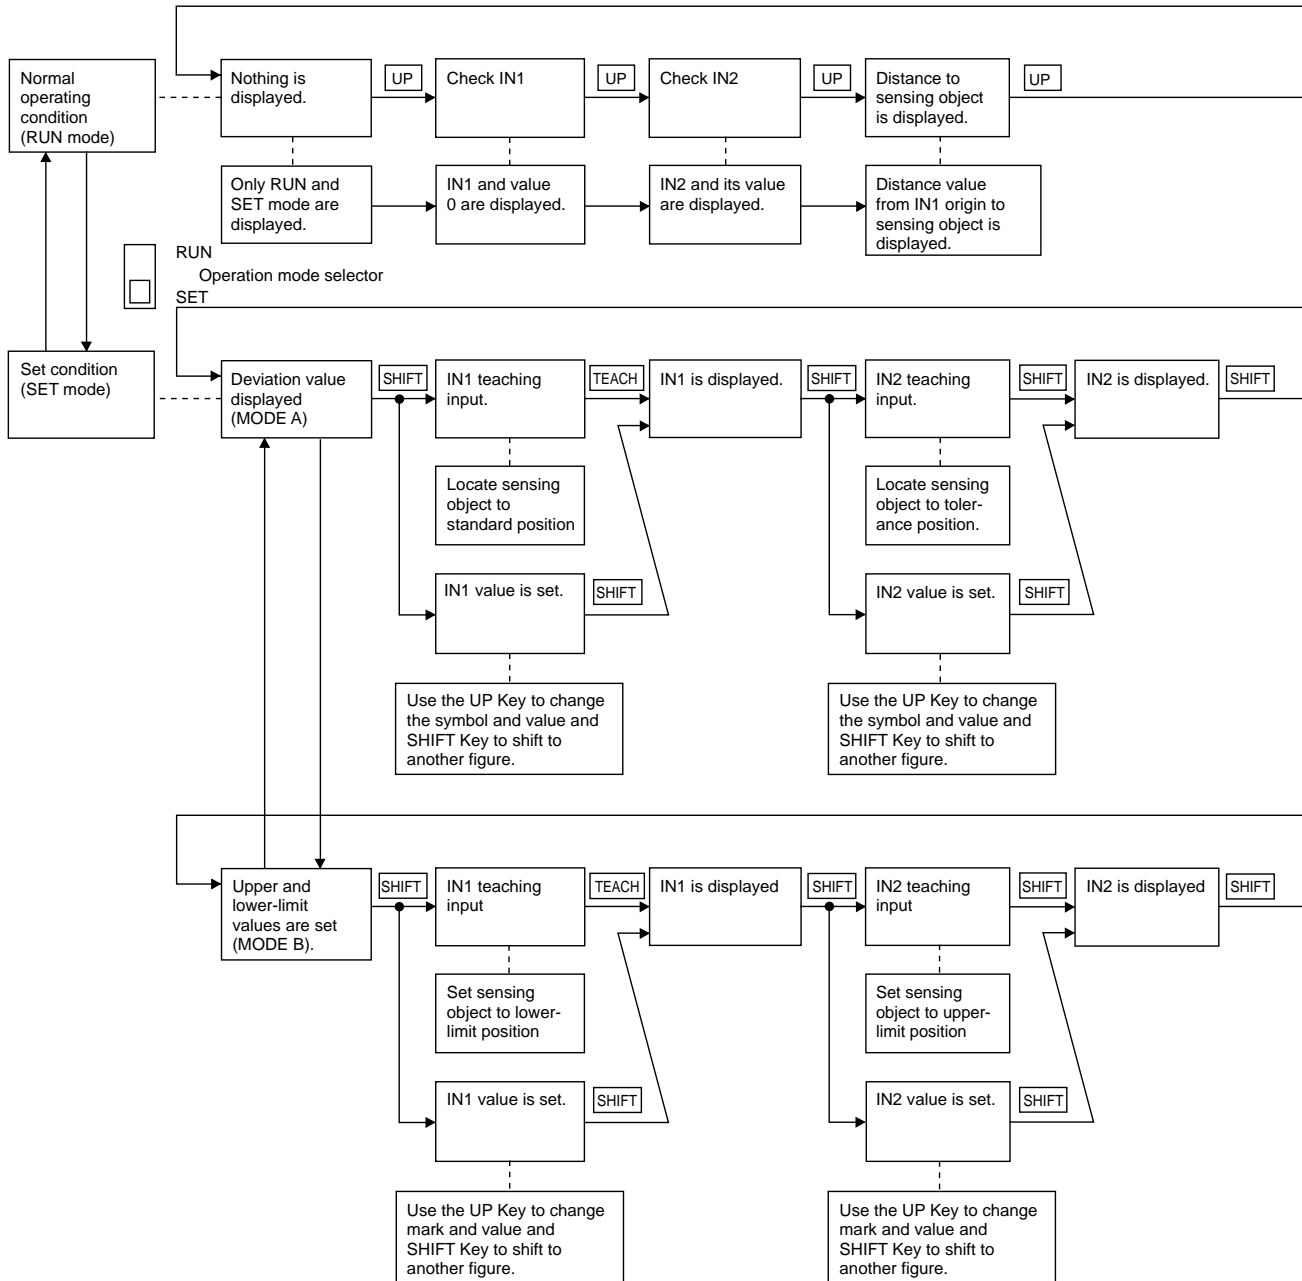 Normal
operating
condition
(RUN mode)
Nothing is
displayed.
UP
Check IN1
UP
Check IN2
UP
Distance to
sensing object
is displayed.
UP
Only RUN and
SET mode are
displayed.
IN1 and value
0 are displayed.
IN2 and its value
are displayed.
Distance value
from IN1 origin to
sensing object is
displayed.
RUN
Operation mode selector
SET
Set condition
(SET mode)
Deviation value
displayed
(MODE A)
SHIFT
IN1 teaching
input.
TEACH
IN1 is displayed.
SHIFT
IN2 teaching
input.
SHIFT
IN2 is displayed.
SHIFT
Locate sensing
object to
standard position
Locate sensing
object to toler-
ance position.
IN1 value is set.
SHIFT
IN2 value is set.
SHIFT
Use the UP Key to change
the symbol and value and
SHIFT Key to shift to
another figure.
Use the UP Key to change
the symbol and value and
SHIFT Key to shift to
another figure.
Upper and
lower-limit
values are set
(MODE B).
SHIFT
IN1 teaching
input
TEACH
IN1 is displayed
SHIFT
IN2 teaching
input
SHIFT
IN2 is displayed
SHIFT
Set sensing
object to lower-
limit position
Set sensing
object to upper-
limit position
IN1 value is set.
SHIFT
IN2 value is set.
SHIFT
Use the UP Key to change
mark and value and
SHIFT Key to shift to
another figure.
Use the UP Key to change
mark and value and
SHIFT Key to shift to
another figure.